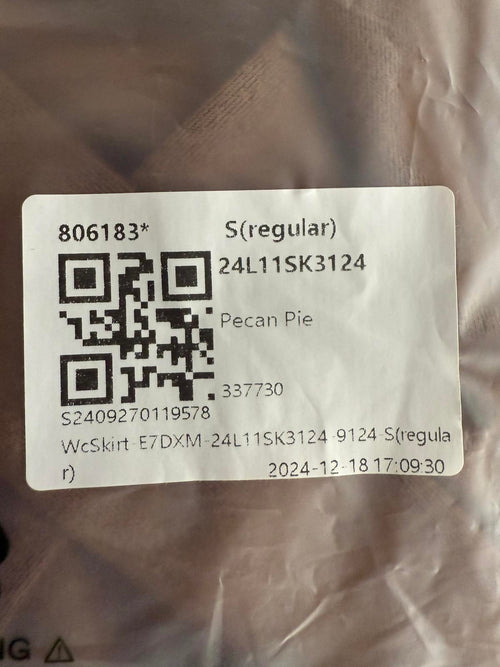 806183* S(regular)
24L11SK3124
Pecan Pie
337730
S2409270119578
WcSkirt-E7DXM-24L11SK3124-9124-S(regula
r) 2024-12-18 17:09:30